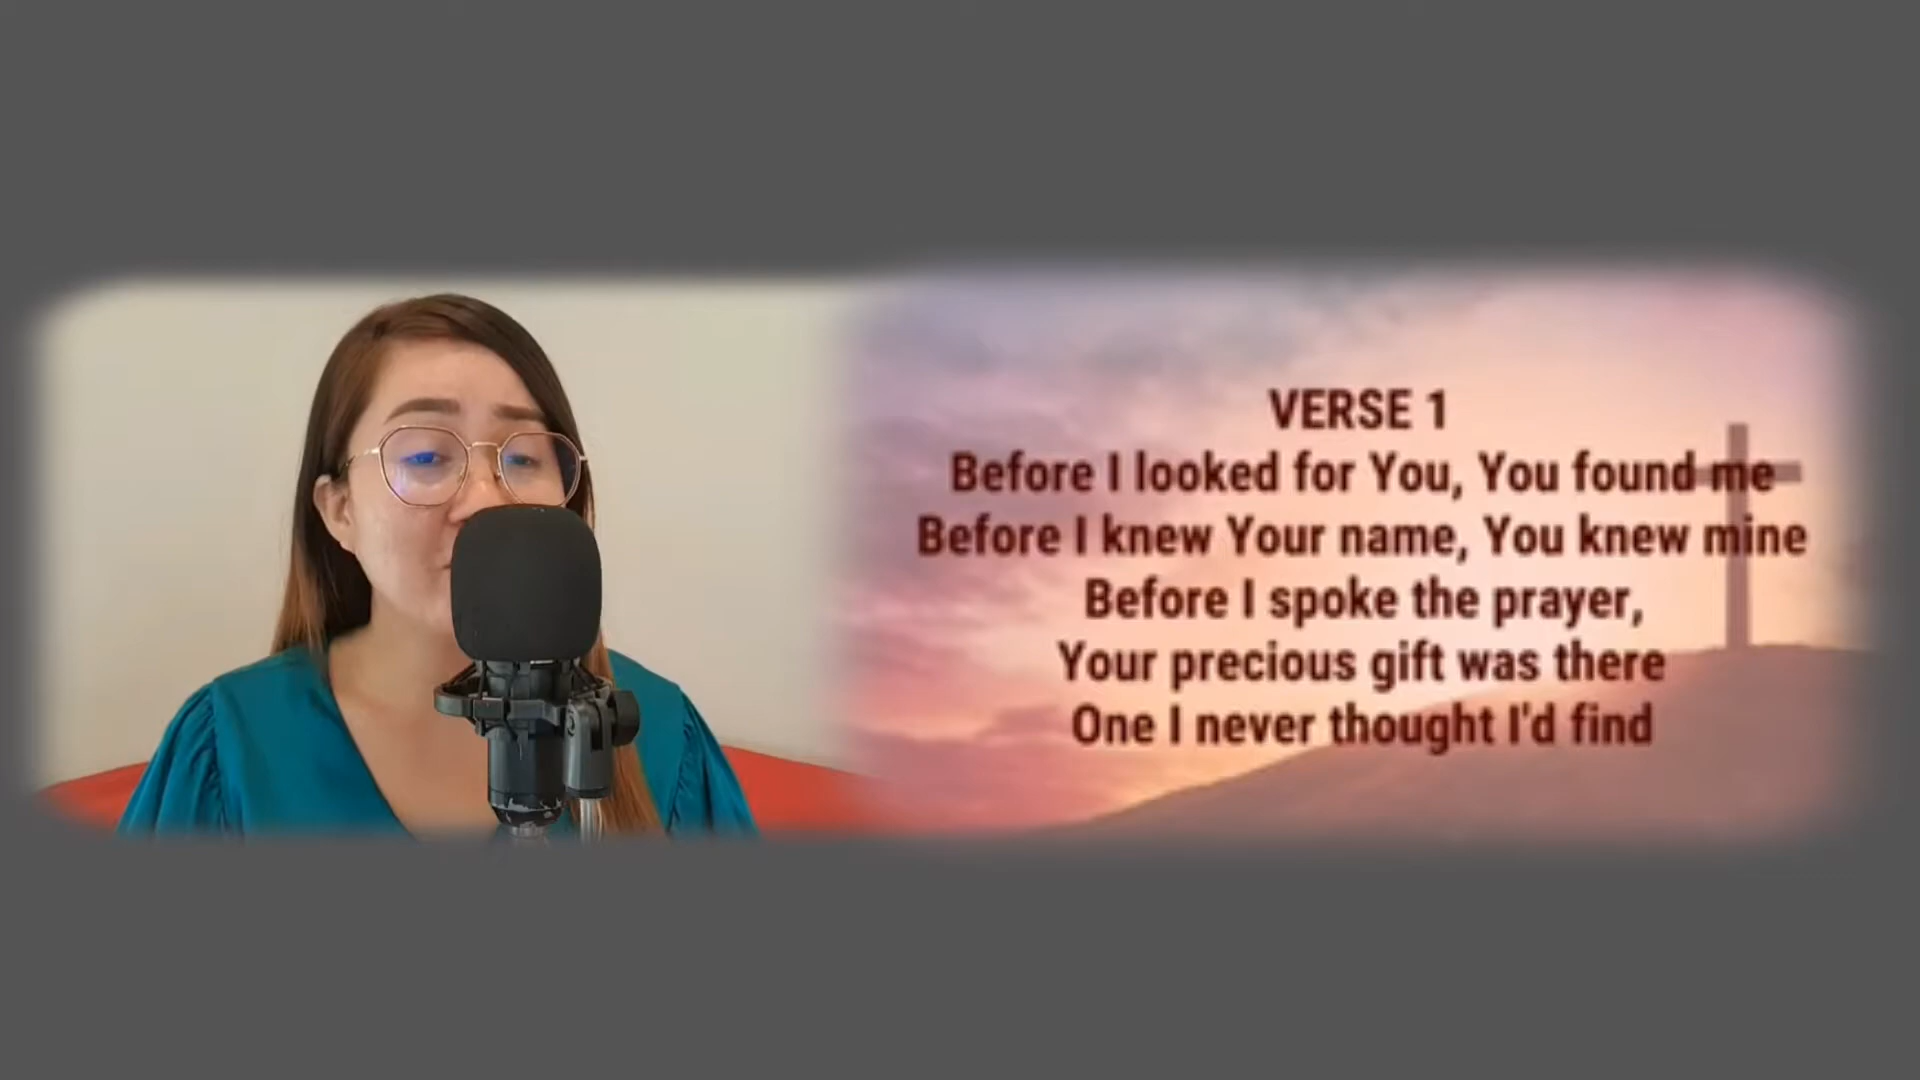 VERSE 1
Before I looked for You, You found me
Before I knew Your name, You knew mine
Before I spoke the prayer,
Your precious gift was there
One I never thought I'd find